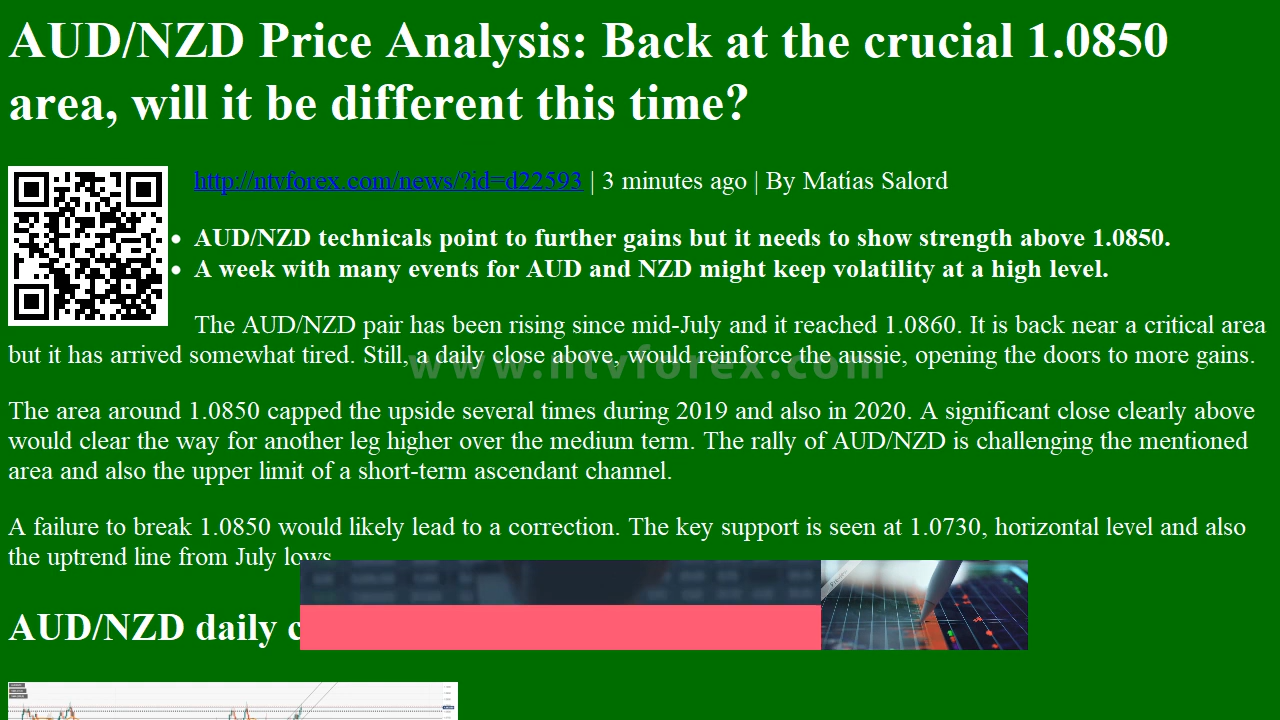 AUD/NZD Price Analysis: Back at the crucial 1.0850
area, will it be different this time?
http://ntvforex.com/news/?id=d22593 | 3 minutes ago | By Matías Salord
• AUD/NZD technicals point to further gains but it needs to show strength above 1.0850.
• A week with many events for AUD and NZD might keep volatility at a high level.
The AUD/NZD pair has been rising since mid-July and it reached 1.0860. It is back near a critical area
but it has arrived somewhat tired. Still, a daily close above, would reinforce the aussie, opening the doors to more gains.
www.ntvforex.com
The area around 1.0850 capped the upside several times during 2019 and also in 2020. A significant close clearly above
would clear the way for another leg higher over the medium term. The rally of AUD/NZD is challenging the mentioned
area and also the upper limit of a short-term ascendant channel.
A failure to break 1.0850 would likely lead to a correction. The key support is seen at 1.0730, horizontal level and also
the uptrend line from July lows
AUD/NZD daily c